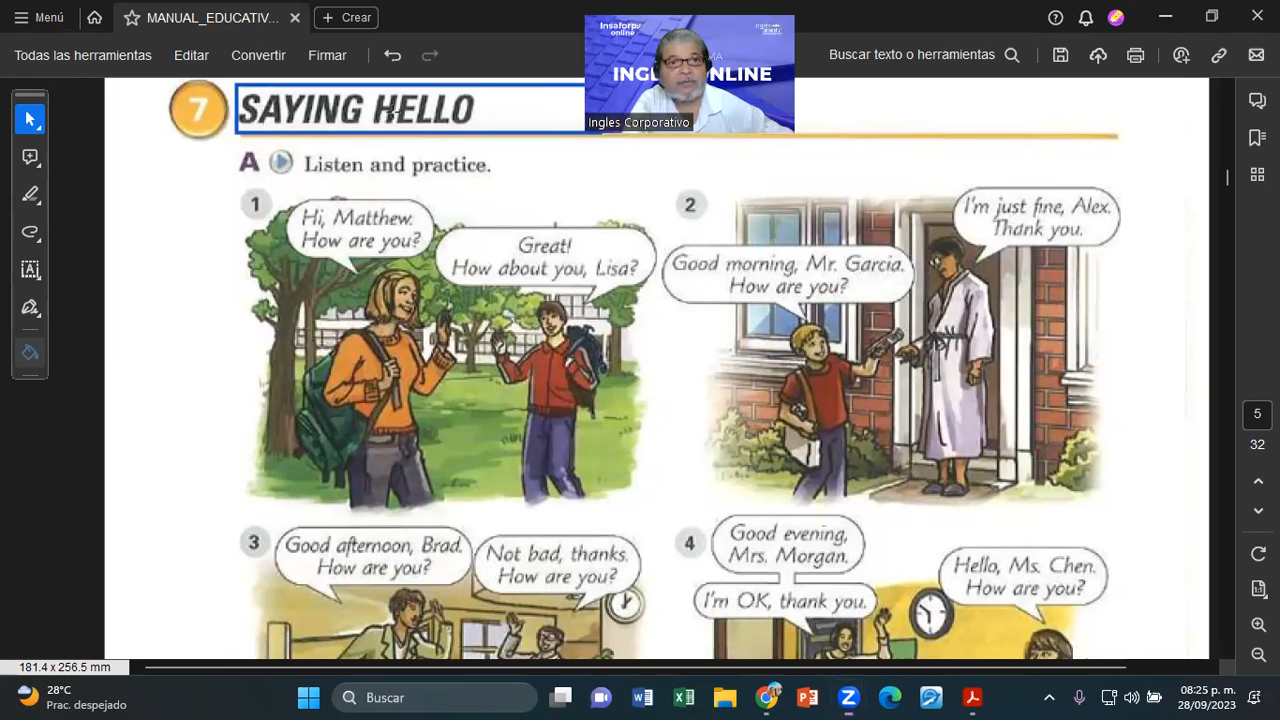 Menú
MANUAL_EDUCATIV...
Crear
Todas las herramientas
Editar
Convertir
Firmar
Buscar texto o herramientas
Insaforp
online
INGLES ONLINE
Ingles Corporativo
7 SAYING HELLO
A Listen and practice.
1
Hi, Matthew.
How are you?
Great!
How about you, Lisa?
2
Good morning, Mr. Garcia.
How are you?
I'm just fine, Alex.
Thank you.
3
Good afternoon, Brad.
How are you?
Not bad, thanks.
How are you?
4
Good evening,
Mrs. Morgan.
I'm OK, thank you.
Hello, Ms. Chen.
How are you?
5
32
181.4 x 256.5 mm
28°C
Prc. despejado
Buscar
08:25 p. m.
28/09/2023